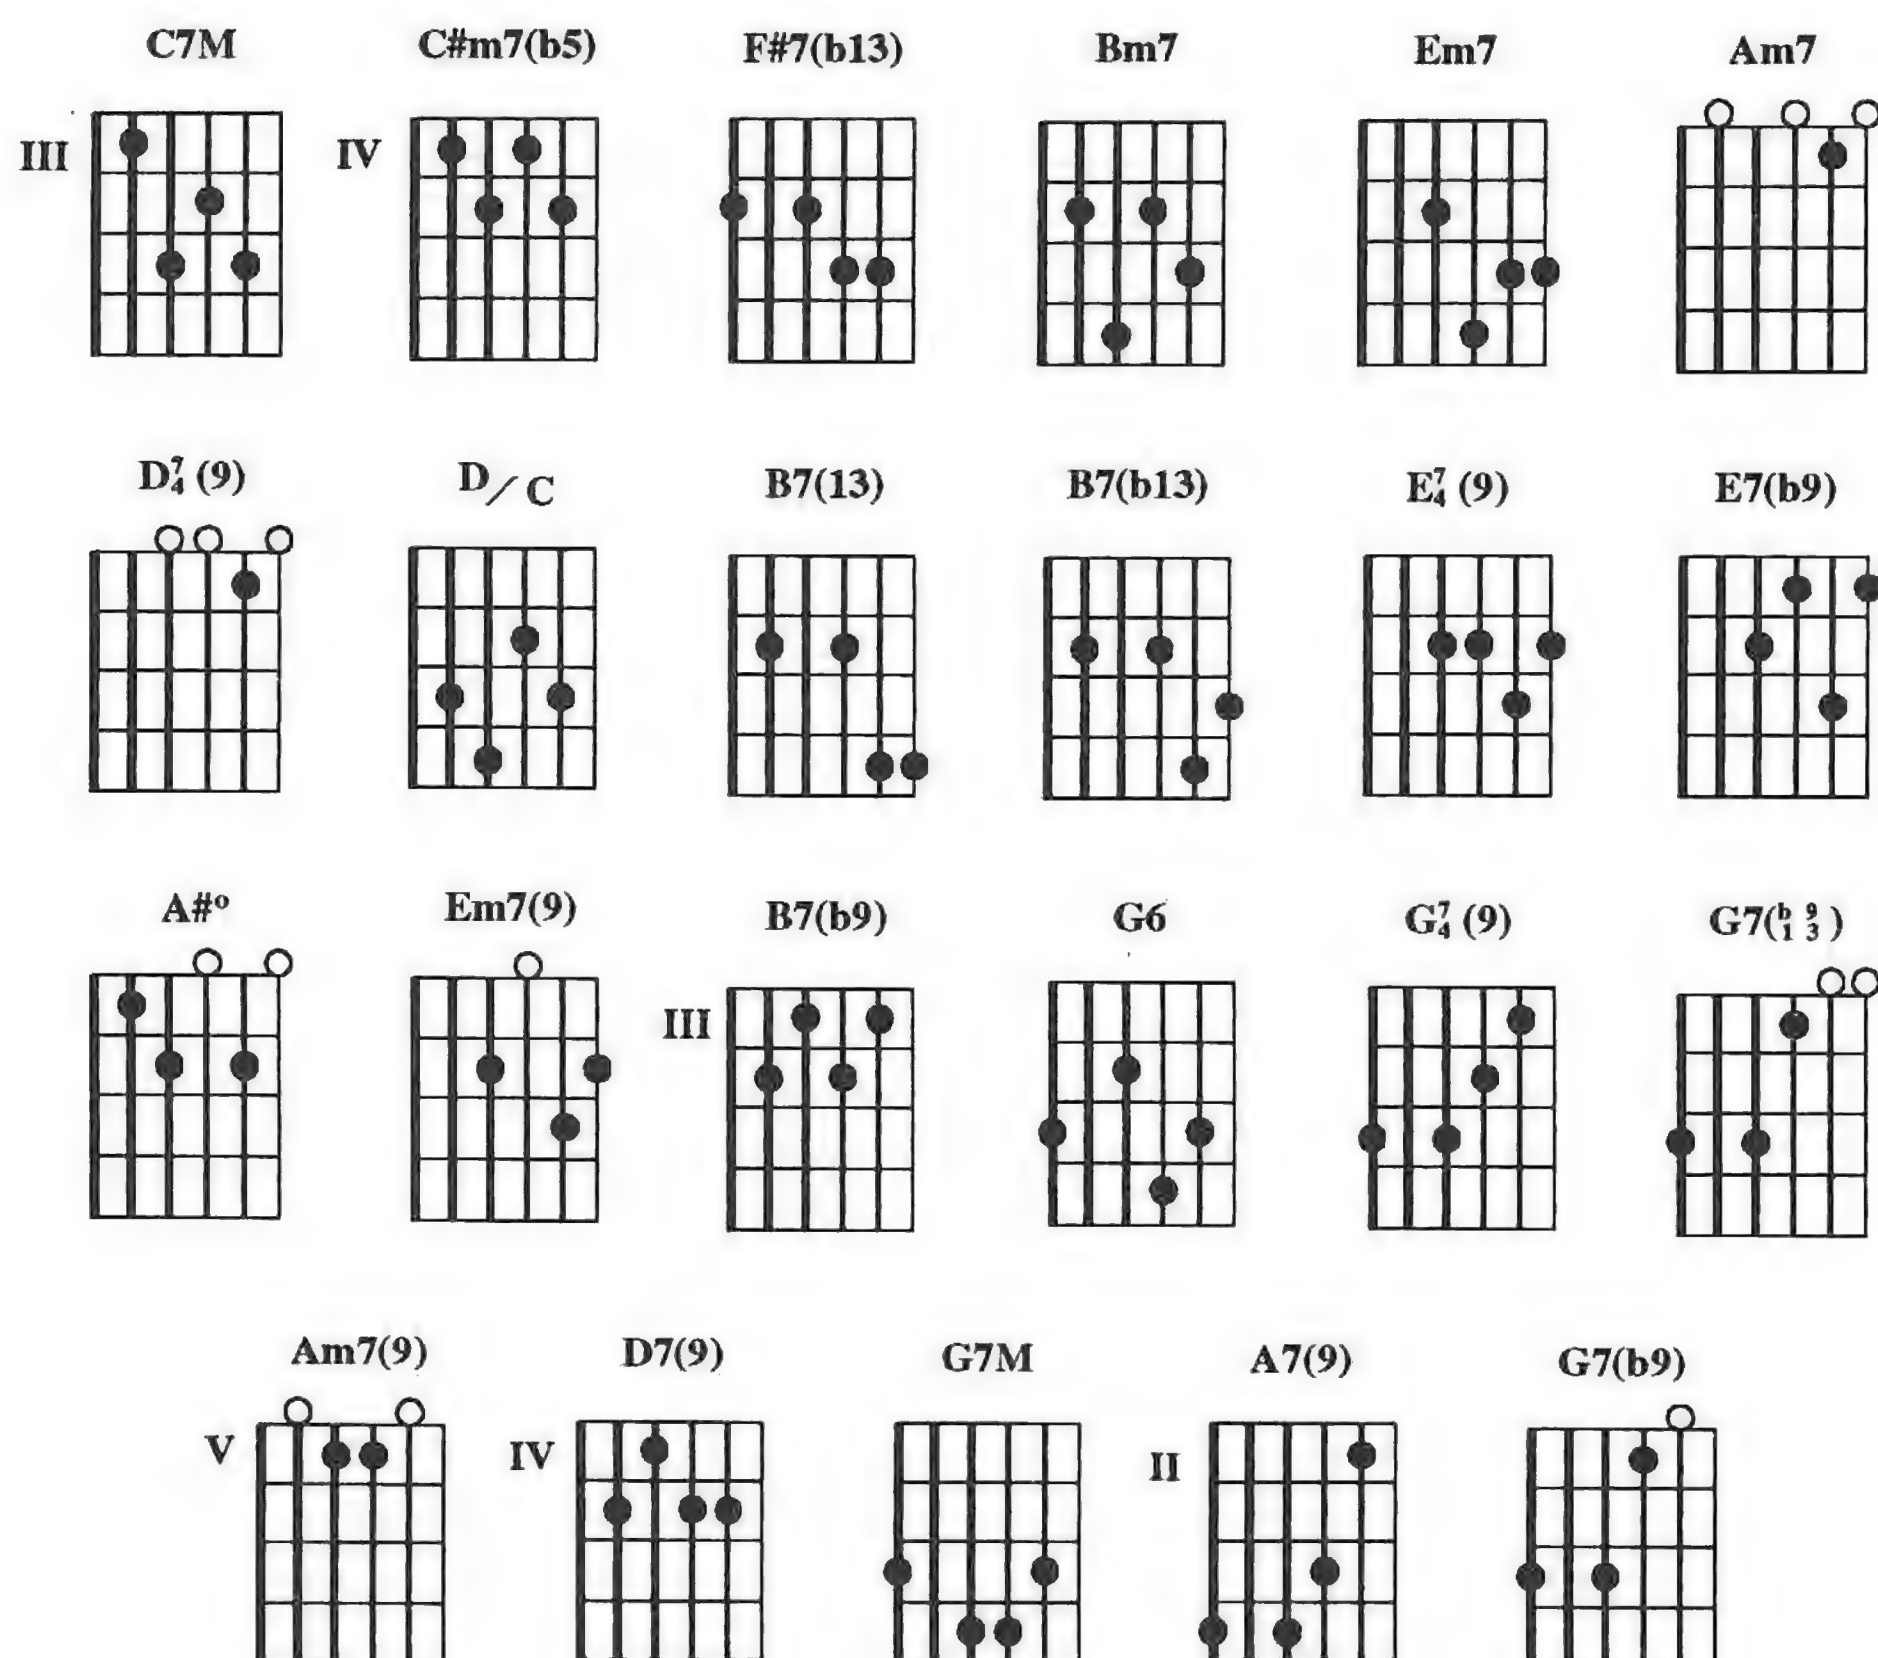 C7M C#m7(b5) F#7(b13) Bm7 Em7 Am7
III IV
D7/4 (9) D/C B7(13) B7(b13) E7/4 (9) E7(b9)
A#º Em7(9) B7(b9) G6 G7/4 (9) G7(b 9 1 3)
III
Am7(9) D7(9) G7M A7(9) G7(b9)
V IV II